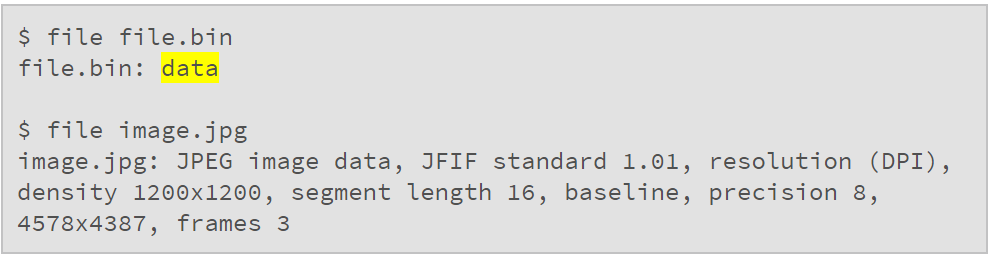 $ file file.bin
file.bin: data
$ file image.jpg
image.jpg: JPEG image data, JFIF standard 1.01, resolution (DPI),
density 1200x1200, segment length 16, baseline, precision 8,
4578x4387, frames 3